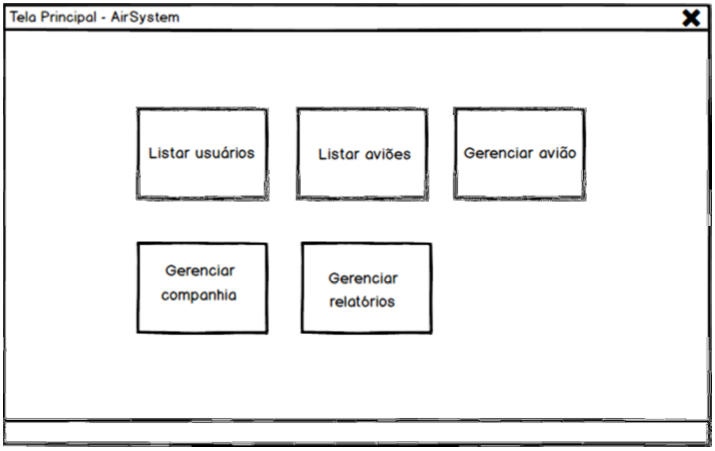 Tela Principal - AirSystem
Listar usuários
Listar aviões
Gerenciar avião
Gerenciar
companhia
Gerenciar
relatórios